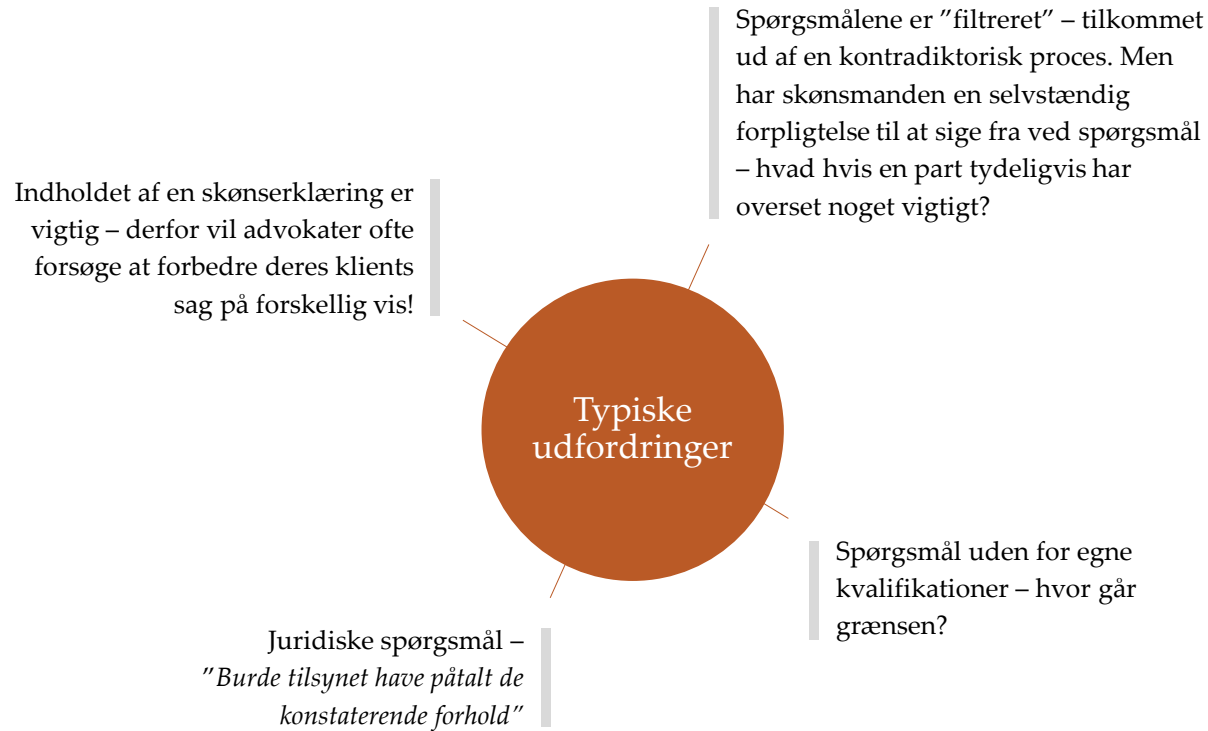 Spørgsmålene er ”filtreret” – tilkommet
ud af en kontradiktorisk proces. Men
har skønsmanden en selvstændig
forpligtelse til at sige fra ved spørgsmål
– hvad hvis en part tydeligvis har
overset noget vigtigt?
Indholdet af en skønserklæring er
vigtig – derfor vil advokater ofte
forsøge at forbedre deres klients
sag på forskellig vis!
Typiske
udfordringer
Spørgsmål uden for egne
kvalifikationer – hvor går
grænsen?
Juridiske spørgsmål –
”Burde tilsynet have påtalt de
konstaterende forhold”